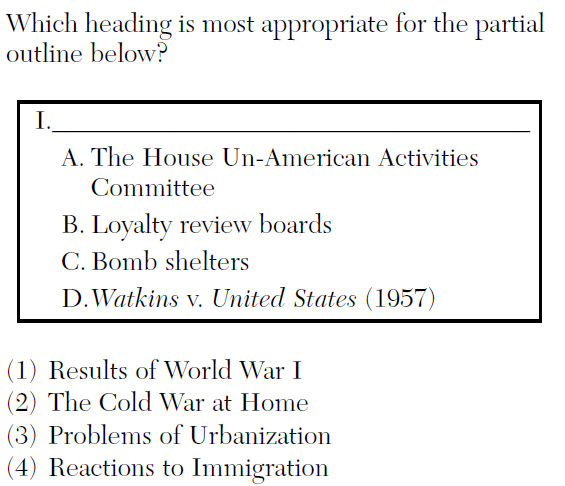 Which heading is most appropriate for the partial
outline below?
I.
A. The House Un-American Activities
Committee
B. Loyalty review boards
C. Bomb shelters
D. Watkins v. United States (1957)
(1) Results of World War I
(2) The Cold War at Home
(3) Problems of Urbanization
(4) Reactions to Immigration